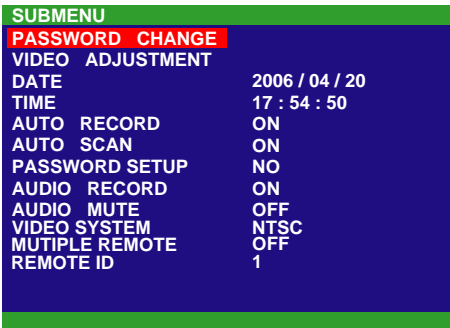 SUBMENU
PASSWORD CHANGE
VIDEO ADJUSTMENT
DATE 2006 / 04 / 20
TIME 17 : 54 : 50
AUTO RECORD ON
AUTO SCAN ON
PASSWORD SETUP NO
AUDIO RECORD ON
AUDIO MUTE OFF
VIDEO SYSTEM NTSC
MUTIPLE REMOTE OFF
REMOTE ID 1